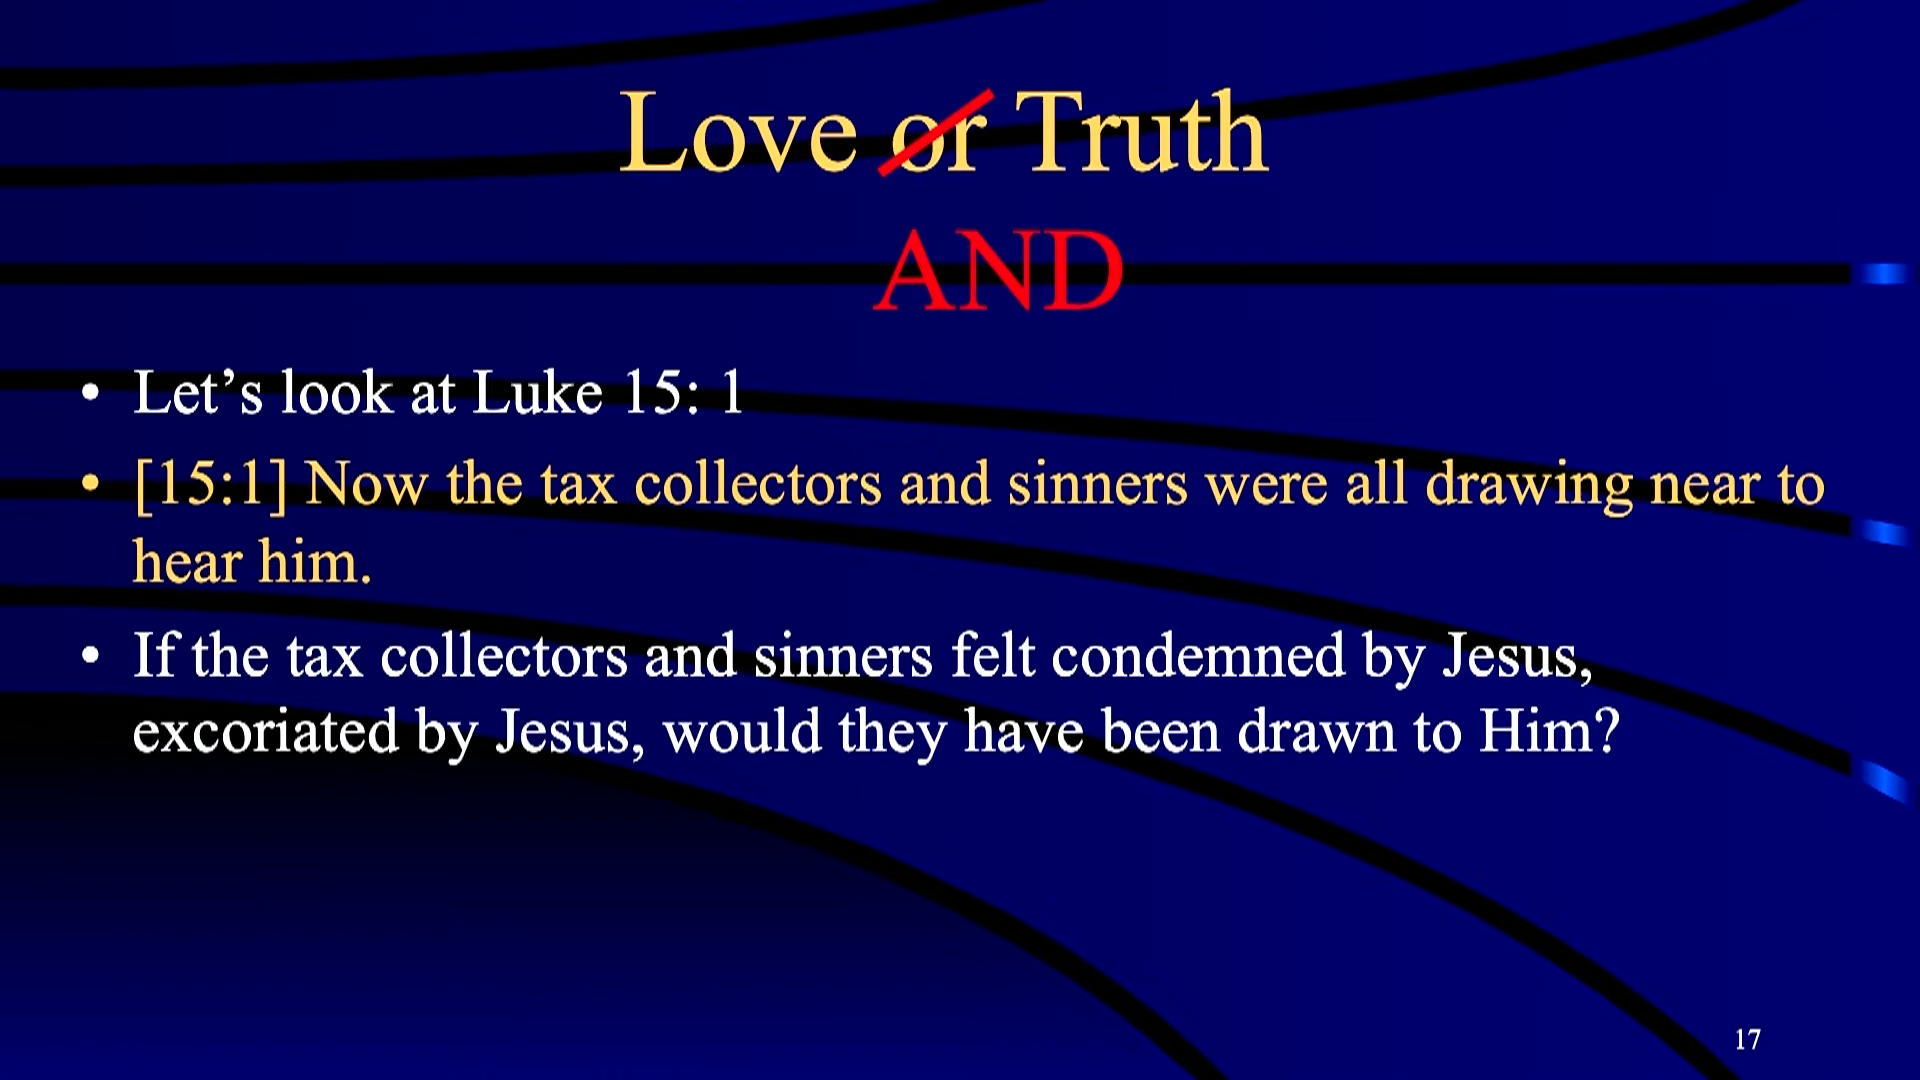 Love or Truth
AND
• Let’s look at Luke 15: 1
• [15:1] Now the tax collectors and sinners were all drawing near to
hear him.
• If the tax collectors and sinners felt condemned by Jesus,
excoriated by Jesus, would they have been drawn to Him?
17